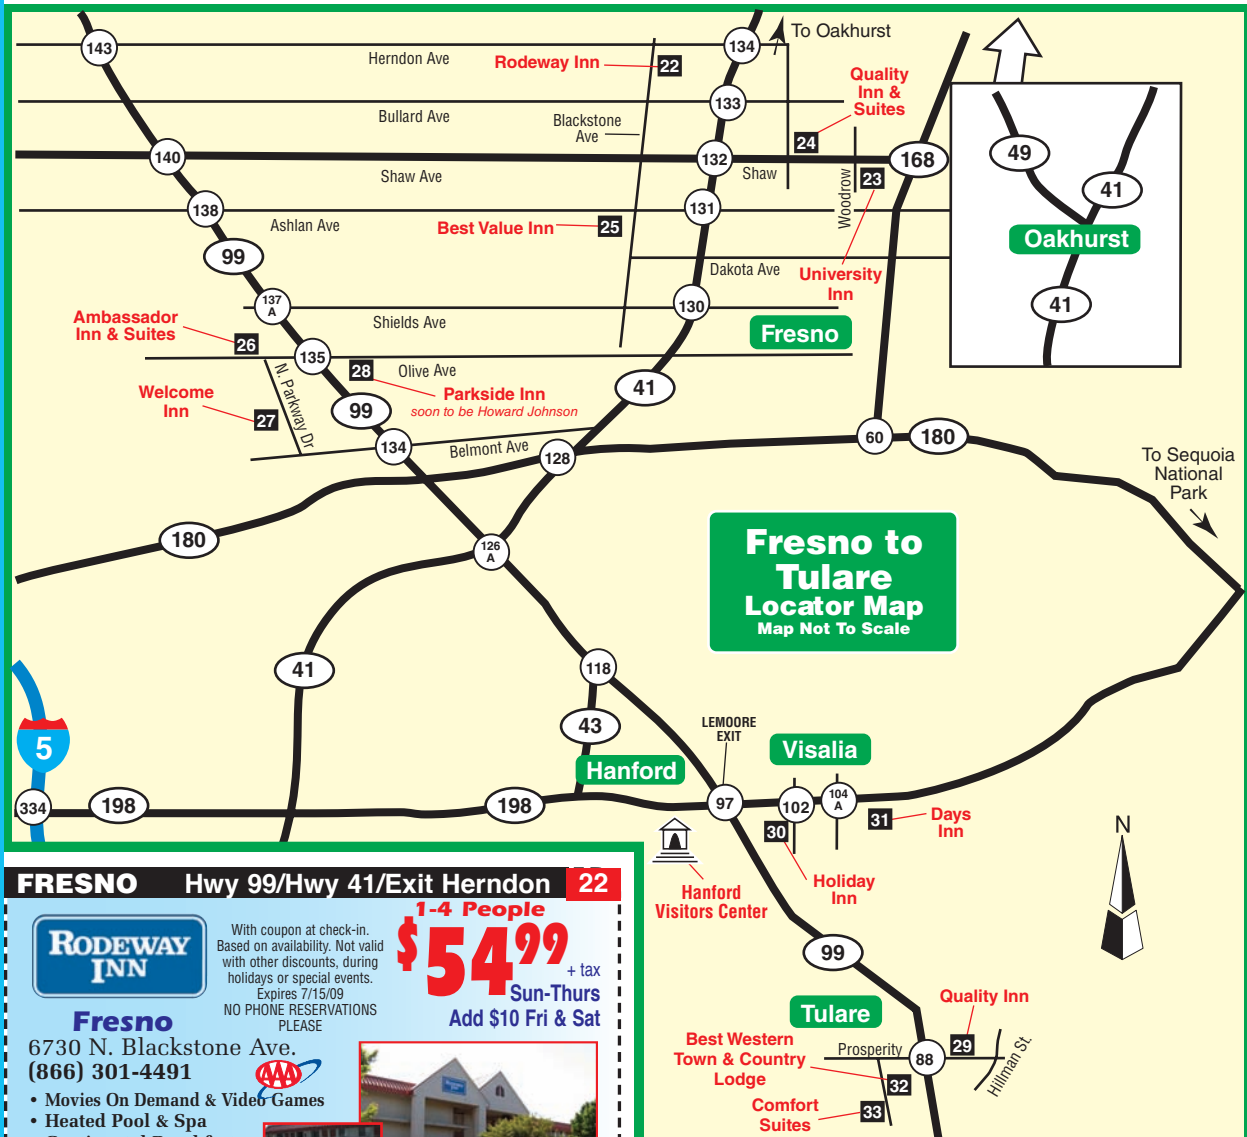 143
Herndon Ave
Rodeway Inn
22
134
To Oakhurst
Quality
Inn &
Suites
Bullard Ave
Blackstone
Ave
133
24
140
Shaw Ave
132
Shaw
Woodrow
23
168
49
41
Oakhurst
41
138
Ashlan Ave
Best Value Inn
25
131
99
Dakota Ave
University
Inn
137
A
Shields Ave
130
Fresno
Ambassador
Inn & Suites
26
135
28
Olive Ave
N. Parkway Dr
Parkside Inn
soon to be Howard Johnson
41
Welcome
Inn
27
99
134
Belmont Ave
128
60
180
To Sequoia
National
Park
180
126
A
Fresno to
Tulare
Locator Map
Map Not To Scale
41
118
43
LEMOORE
EXIT
Visalia
5
Hanford
334
198
198
97
102
104
A
30
31
Days
Inn
Hanford
Visitors Center
Holiday
Inn
N
99
Tulare
Quality Inn
Best Western
Town & Country
Lodge
Prosperity
88
29
Hillman St.
32
Comfort
Suites
33
FRESNO Hwy 99/Hwy 41/Exit Herndon 22
RODEWAY
INN
With coupon at check-in.
Based on availability. Not valid
with other discounts, during
holidays or special events.
Expires 7/15/09
NO PHONE RESERVATIONS
PLEASE
1-4 People
$54.99
+ tax
Sun-Thurs
Add $10 Fri & Sat
Fresno
6730 N. Blackstone Ave.
(866) 301-4491
AAA
• Movies On Demand & Video Games
• Heated Pool & Spa